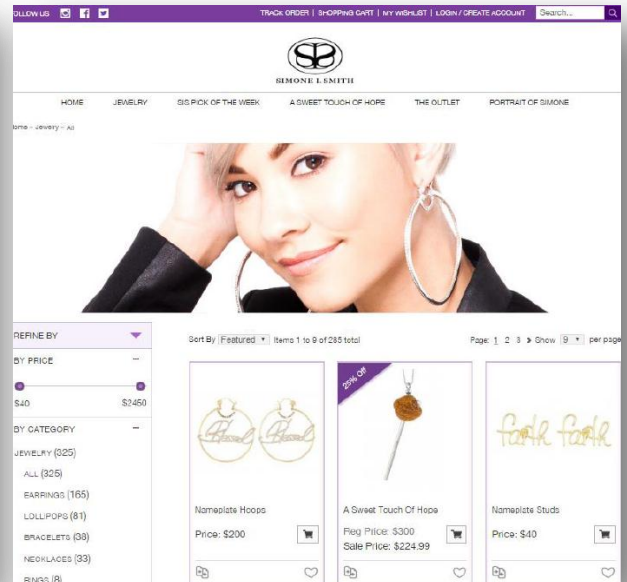 OLLOW US
TRACK ORDER | SHOPPING CART | MY WISHLIST | LOGIN / CREATE ACCOUNT Search...
SIMONE I. SMITH
HOME JEWELRY SIS PICK OF THE WEEK A SWEET TOUCH OF HOPE THE OUTLET PORTRAIT OF SIMONE
ome - Jewelry - All
REFINE BY
Sort By Featured Items 1 to 9 of 285 total Page: 1 2 3 Show 9 per page
BY PRICE
$40 $2450
BY CATEGORY
JEWELRY (325)
ALL (325)
EARRINGS (165)
LOLLIPOPS (81)
BRACELETS (38)
NECKLACES (33)
RINGS (8)
Nameplate Hoops
Price: $200
25% Off
A Sweet Touch Of Hope
Reg Price: $300
Sale Price: $224.99
faith faith
Nameplate Studs
Price: $40